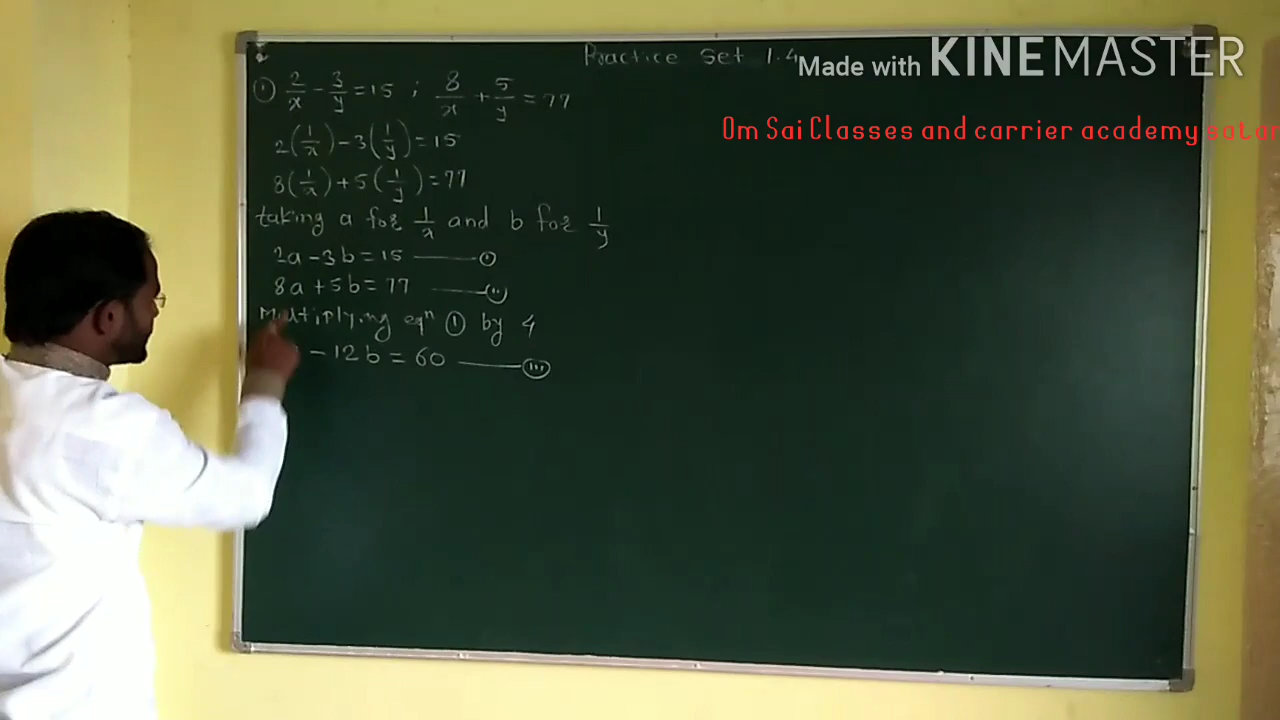 Practice Set 1.4
Made with KINEMASTER
Om Sai Classes and carrier academy satar
① 2/x - 3/y = 15 ; 8/x + 5/y = 77
2(1/x) - 3(1/y) = 15
8(1/x) + 5(1/y) = 77
taking a for 1/x and b for 1/y
2a - 3b = 15 —— ①
8a + 5b = 77 —— (ii)
Multiplying eqⁿ ① by 4
- 12b = 60 —— (iii)